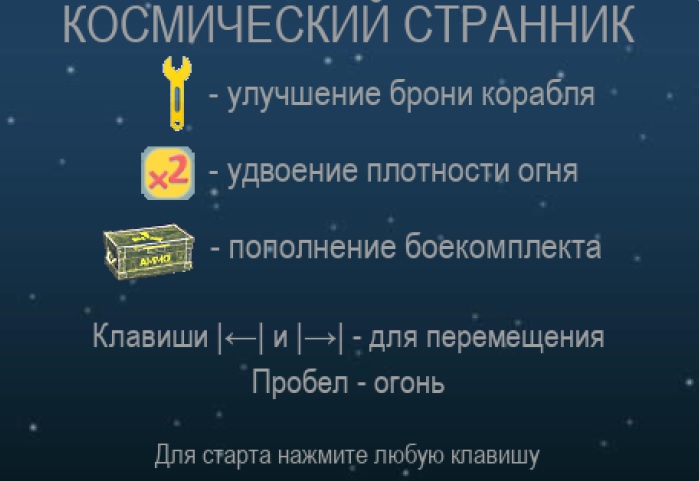 КОСМИЧЕСКИЙ СТРАННИК
- улучшение брони корабля
x2 - удвоение плотности огня
AMMO - пополнение боекомплекта
Клавиши |←| и |→| - для перемещения
Пробел - огонь
Для старта нажмите любую клавишу